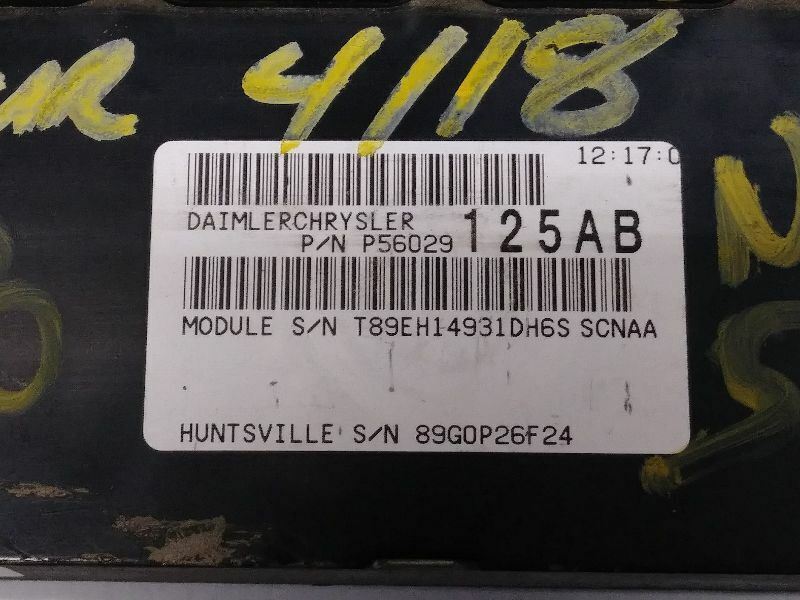 4118
12:17:0
DAIMLERCHRYSLER
P/N P56029 125AB
MODULE S/N T89EH14931DH6S SCNAA
HUNTSVILLE S/N 89G0P26F24